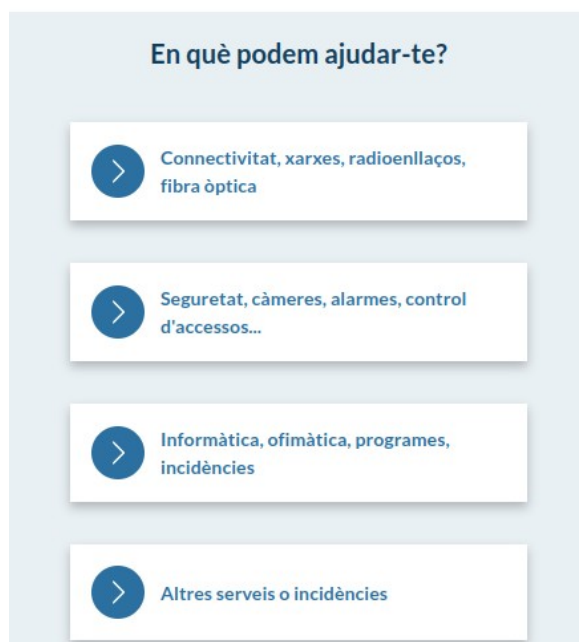 En què podem ajudar-te?
Connectivitat, xarxes, radioenllaços,
fibra òptica
Seguretat, càmeres, alarmes, control
d'accessos...
Informàtica, ofimàtica, programes,
incidències
Altres serveis o incidències